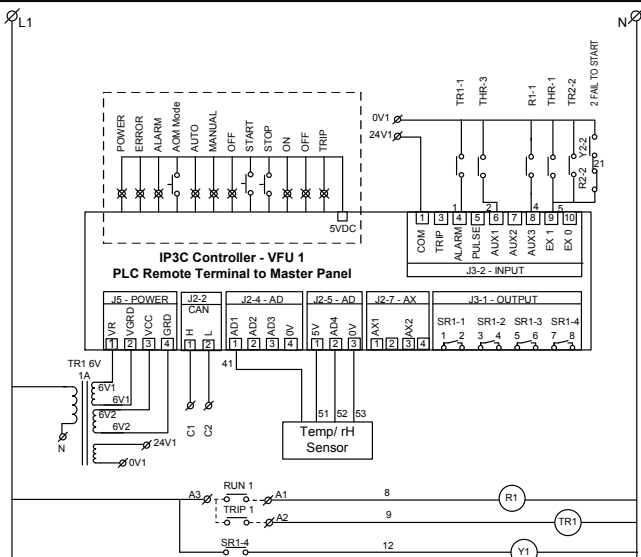 L1
N
POWER
ERROR
ALARM
AOM Mode
AUTO
MANUAL
OFF
START
STOP
ON
OFF
TRIP
5VDC
0V1
24V1
TR1-1
THR-3
R1-1
THR-1
TR2-2
2 FAIL TO START
Y2-2
R2-2
21
1
2
4
5
IP3C Controller - VFU 1
PLC Remote Terminal to Master Panel
1 3 4 5 6 7 8 9 10
COM
TRIP
ALARM
PULSE
AUX1
AUX2
AUX3
EX 1
EX 0
J3-2 - INPUT
J5 - POWER
VR
VGRD
VCC
GRD
1 2 3 4
J2-2
CAN
H
L
1 2
J2-4 - AD
AD1
AD2
AD3
0V
1 2 3 4
J2-5 - AD
5V
AD4
0V
1 2 3
J2-7 - AX
AX1
AX2
1 2 3 4
J3-1 - OUTPUT
SR1-1 SR1-2 SR1-3 SR1-4
1 2 3 4 5 6 7 8
TR1 6V
1A
6V1
6V1
6V2
6V2
24V1
0V1
N
C1
C2
41
51 52 53
Temp/ rH
Sensor
A3
RUN 1
A1
8
R1
TRIP 1
A2
9
TR1
SR1-4
12
Y1